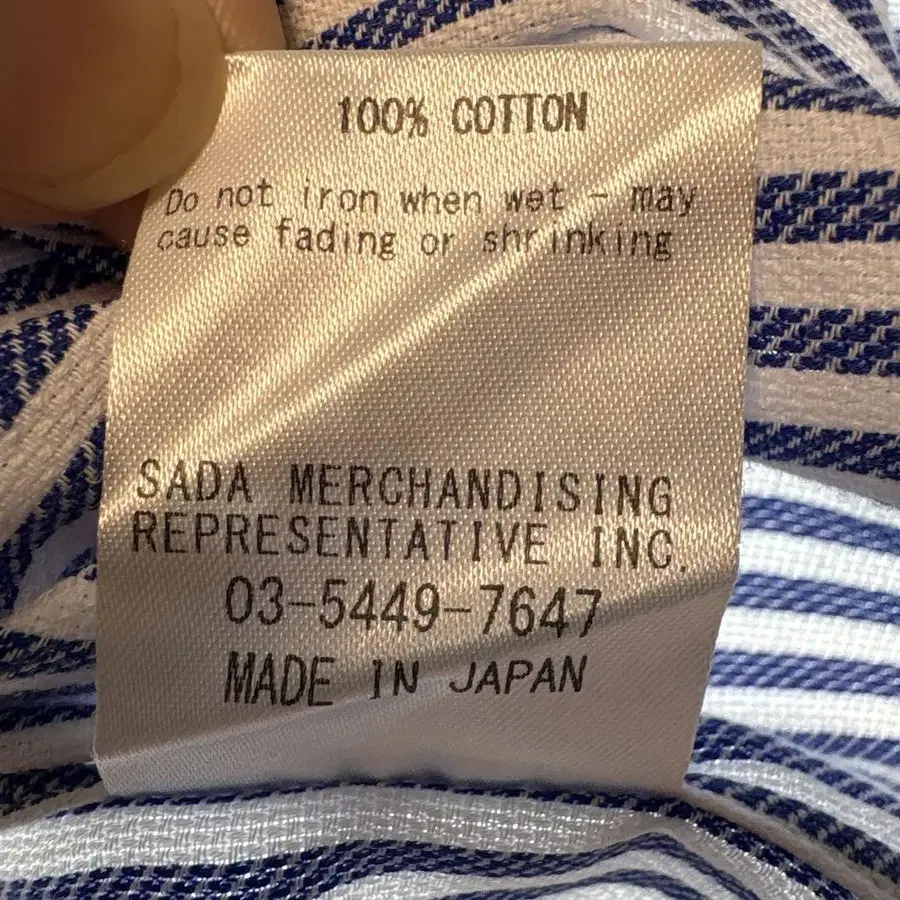 100% COTTON
Do not iron when wet - may
cause fading or shrinking
SADA MERCHANDISING
REPRESENTATIVE INC.
03-5449-7647
MADE IN JAPAN